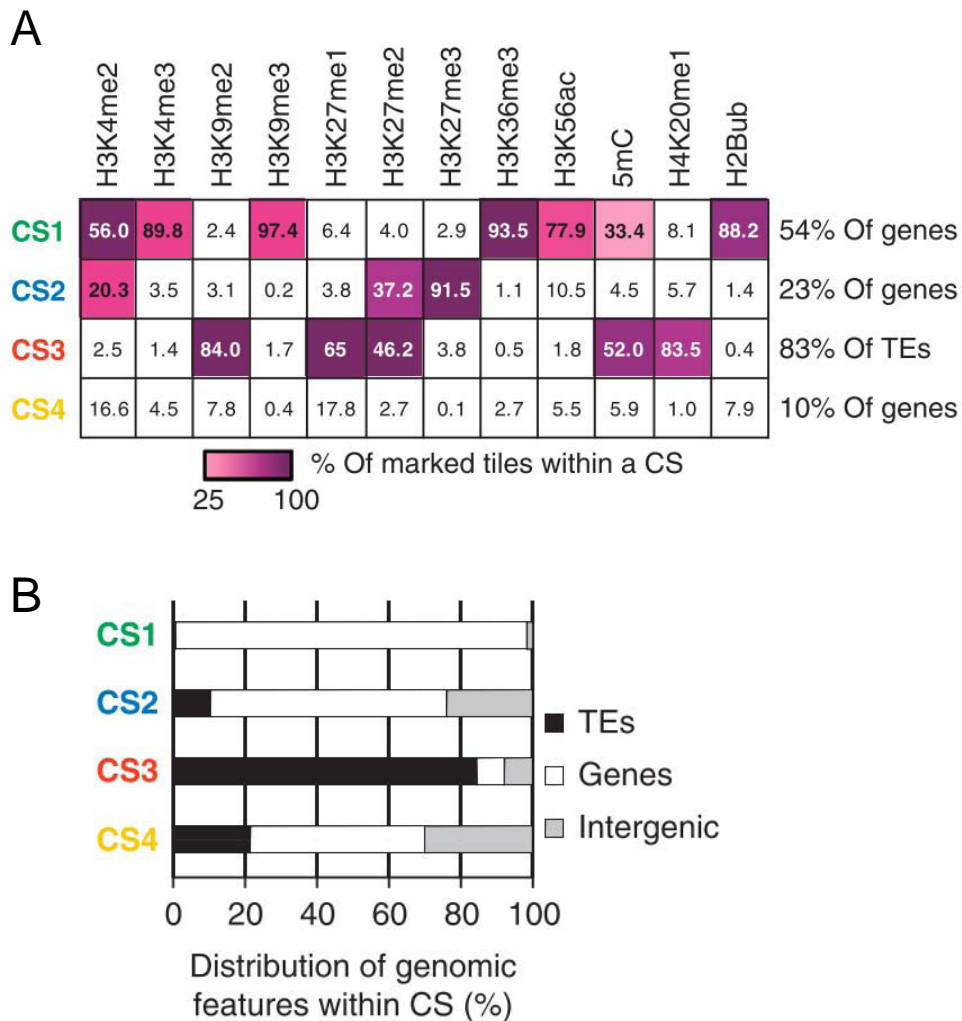 A
H3K4me2 H3K4me3 H3K9me2 H3K9me3 H3K27me1 H3K27me2 H3K27me3 H3K36me3 H3K56ac 5mC H4K20me1 H2Bub
CS1 56.0 89.8 2.4 97.4 6.4 4.0 2.9 93.5 77.9 33.4 8.1 88.2 54% Of genes
CS2 20.3 3.5 3.1 0.2 3.8 37.2 91.5 1.1 10.5 4.5 5.7 1.4 23% Of genes
CS3 2.5 1.4 84.0 1.7 65 46.2 3.8 0.5 1.8 52.0 83.5 0.4 83% Of TEs
CS4 16.6 4.5 7.8 0.4 17.8 2.7 0.1 2.7 5.5 5.9 1.0 7.9 10% Of genes
% Of marked tiles within a CS
25 100
B
CS1
CS2
CS3
CS4
TEs
Genes
Intergenic
0 20 40 60 80 100
Distribution of genomic
features within CS (%)